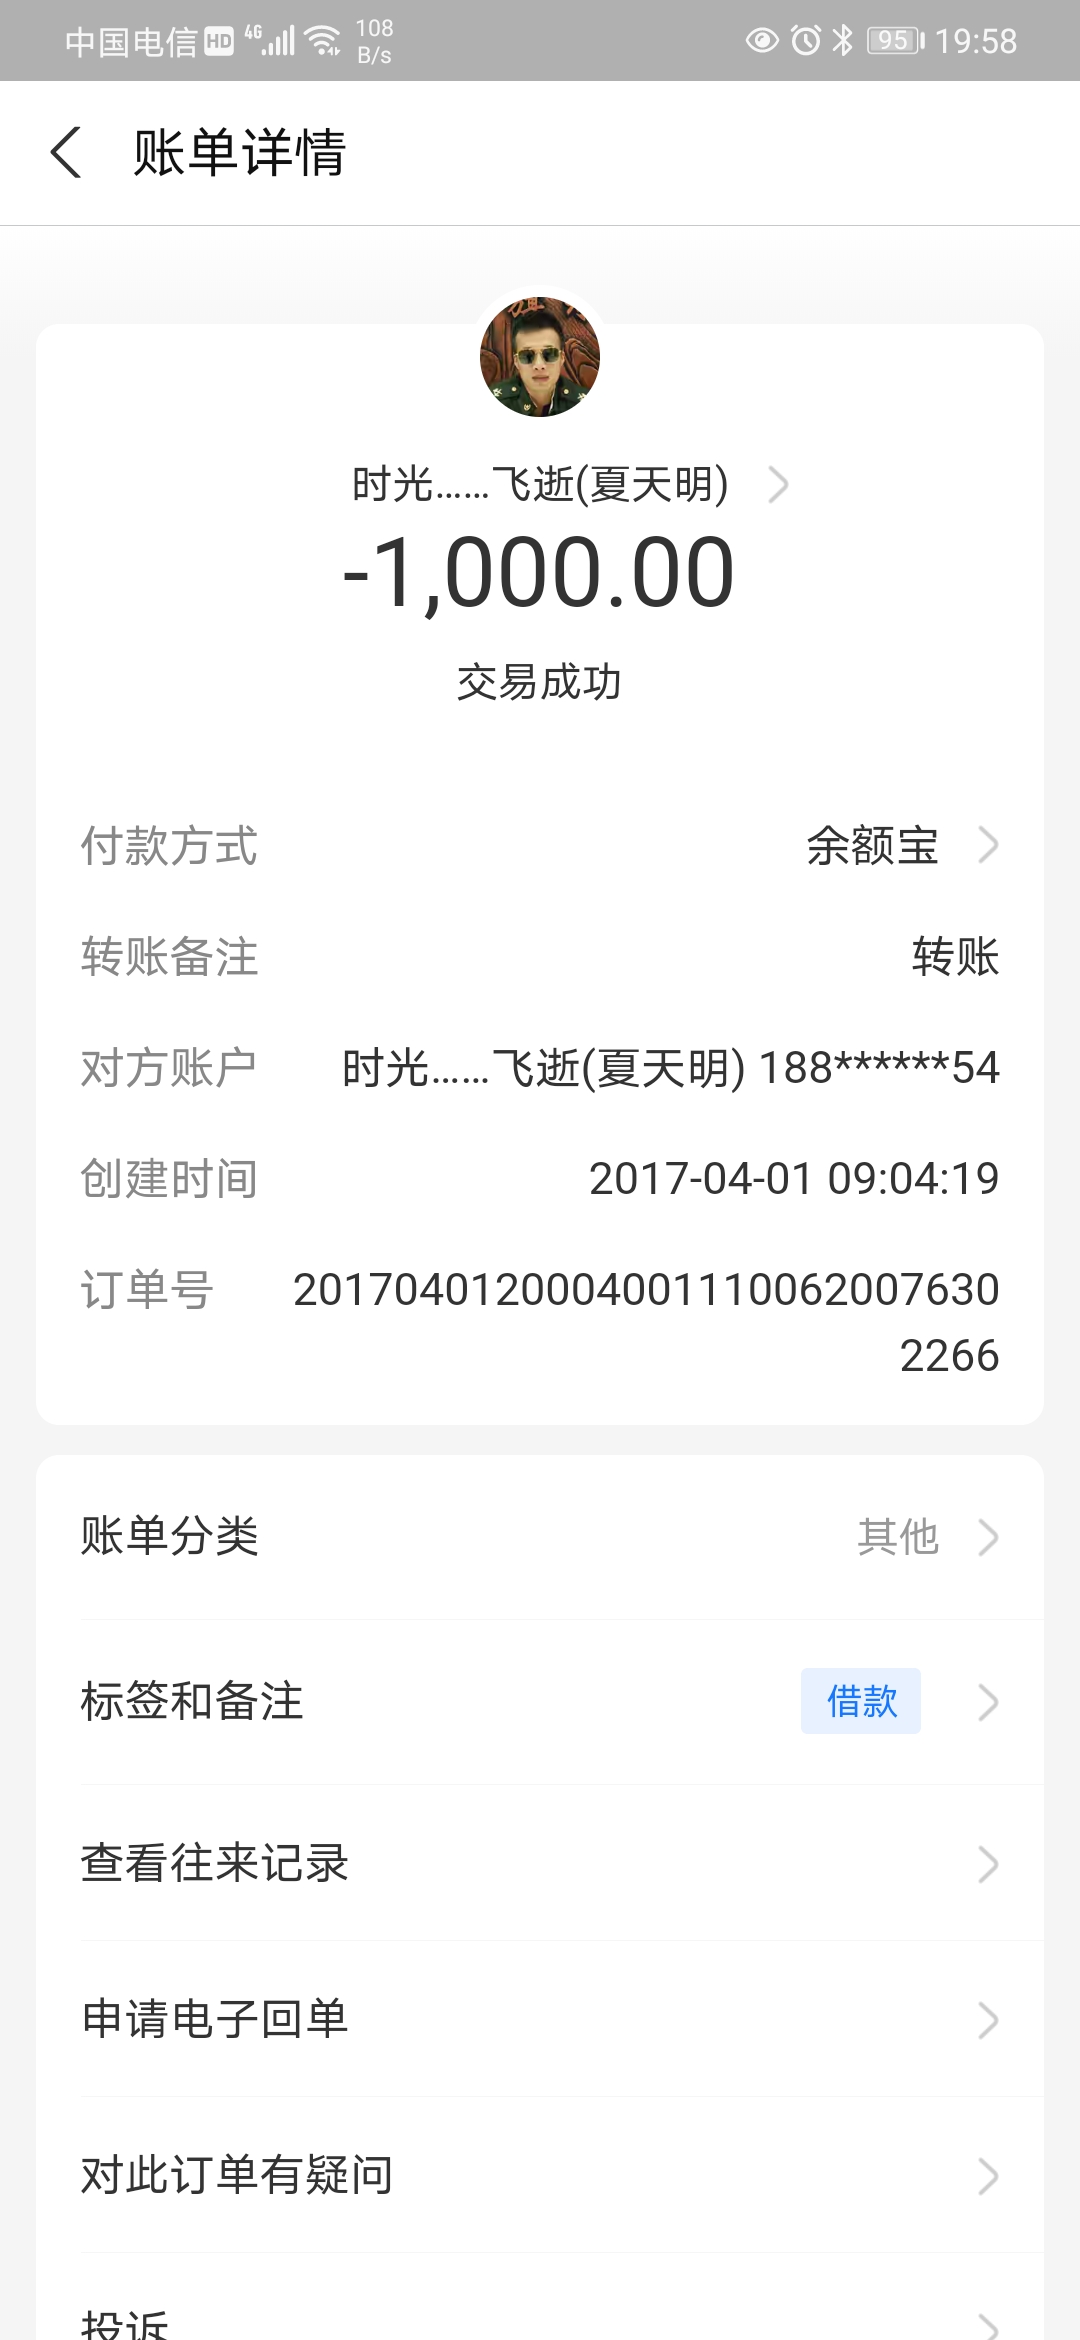 中国电信 HD 4G 108 B/s 95 19:58
账单详情
时光......飞逝(夏天明)
-1,000.00
交易成功
付款方式 余额宝
转账备注 转账
对方账户 时光......飞逝(夏天明) 188******54
创建时间 2017-04-01 09:04:19
订单号 2017040120004001110062007630
2266
账单分类 其他
标签和备注 借款
查看往来记录
申请电子回单
对此订单有疑问
投诉